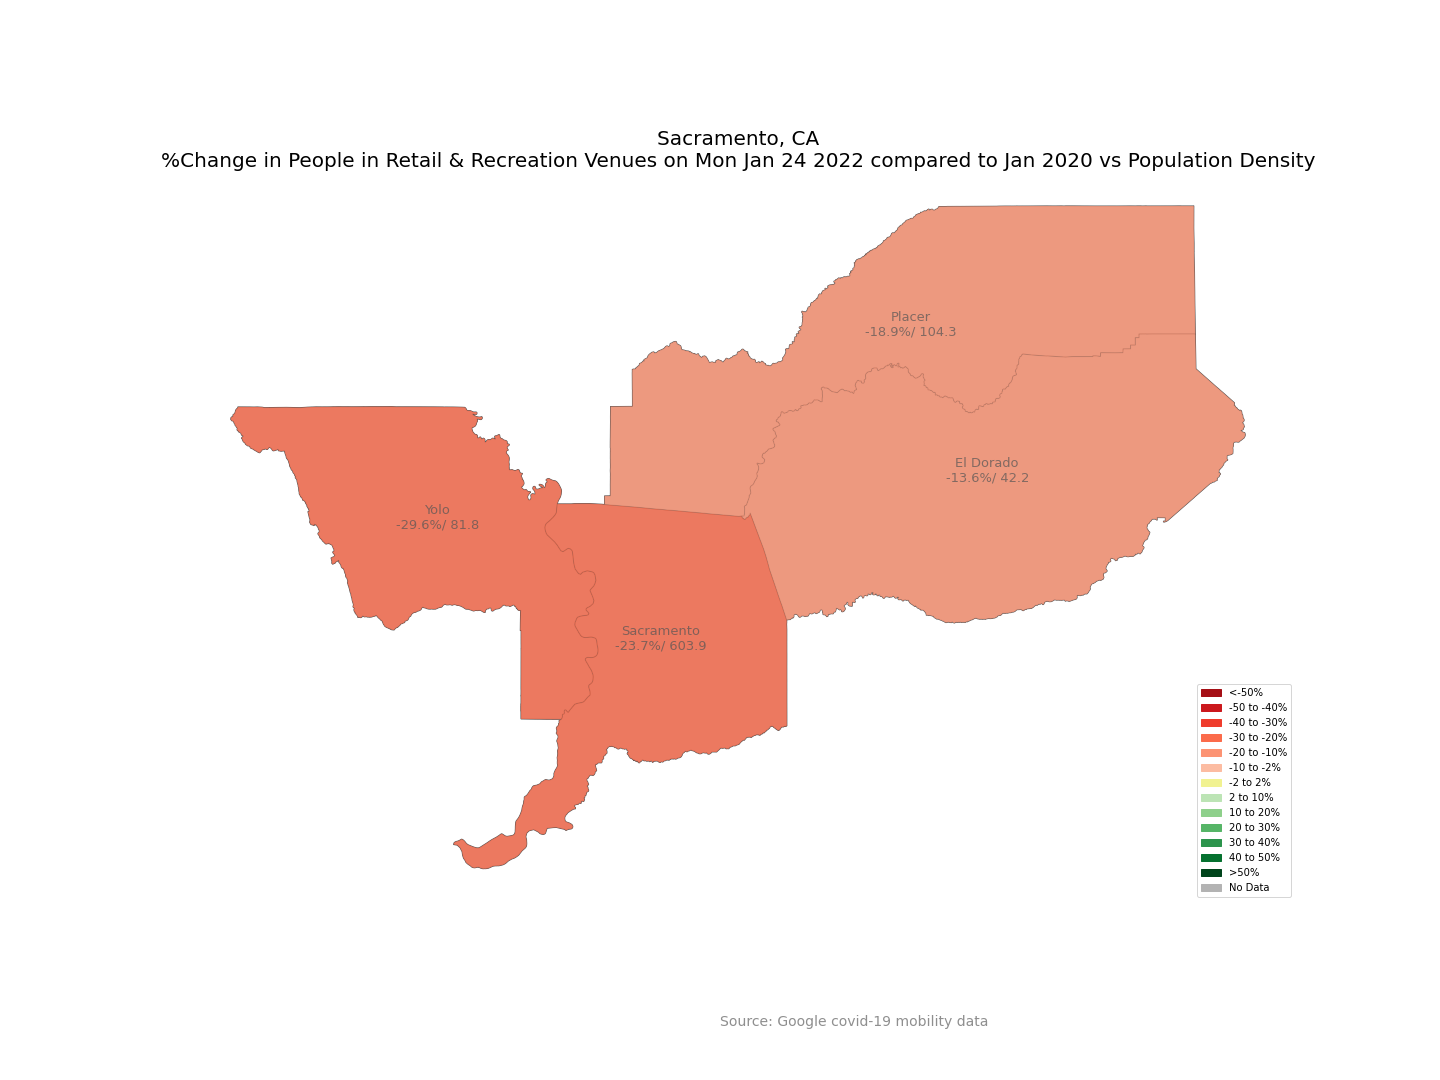 Sacramento, CA
%Change in People in Retail & Recreation Venues on Mon Jan 24 2022 compared to Jan 2020 vs Population Density
Placer
-18.9%/ 104.3
El Dorado
-13.6%/ 42.2
Yolo
-29.6%/ 81.8
Sacramento
-23.7%/ 603.9
<-50%
-50 to -40%
-40 to -30%
-30 to -20%
-20 to -10%
-10 to -2%
-2 to 2%
2 to 10%
10 to 20%
20 to 30%
30 to 40%
40 to 50%
>50%
No Data
Source: Google covid-19 mobility data